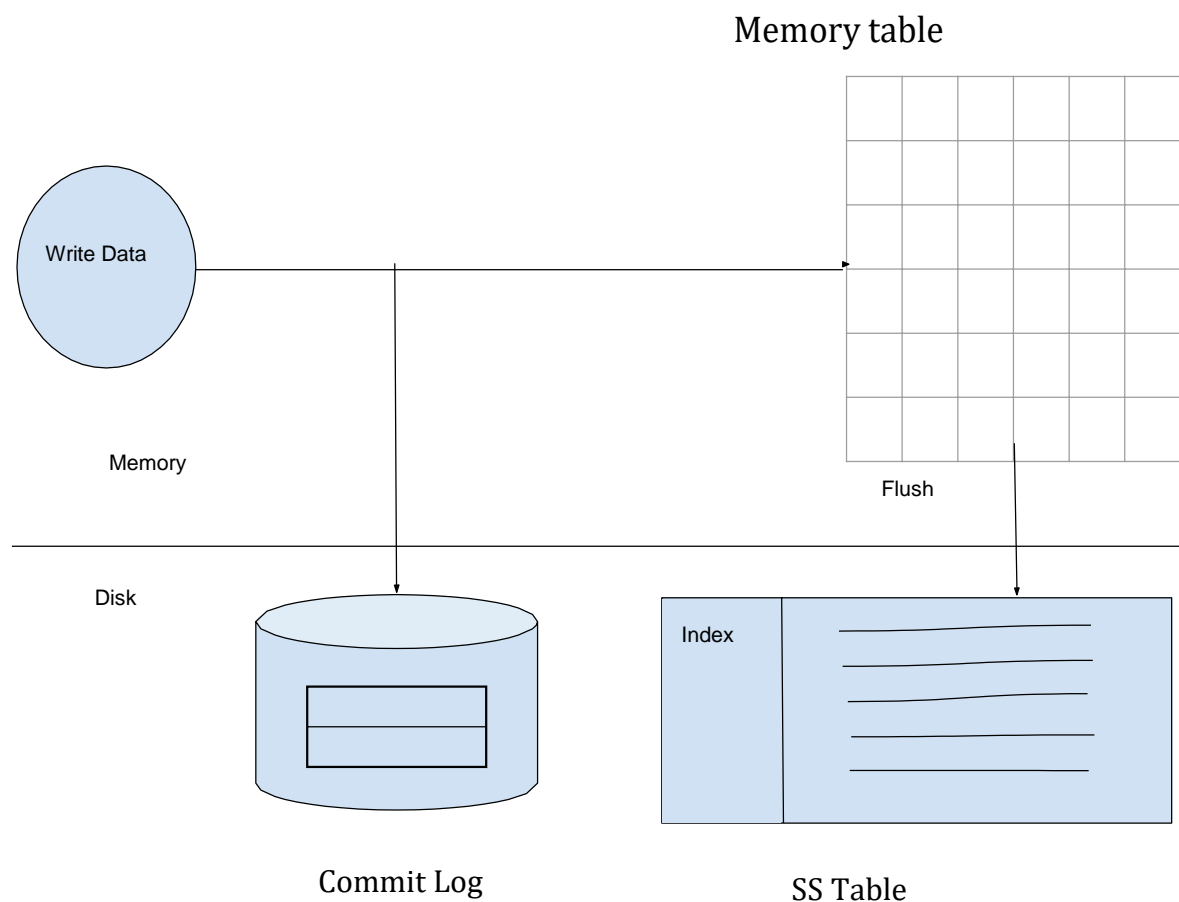 Memory table
Write Data
Memory
Flush
Disk
Index
Commit Log
SS Table